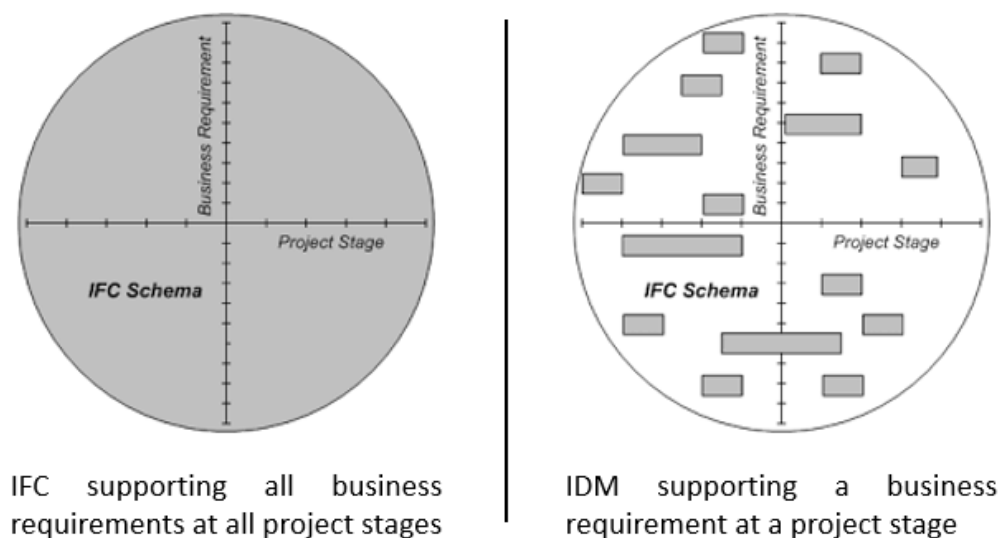 Business Requirement
Project Stage
IFC Schema
IFC supporting all business
requirements at all project stages
Business Requirement
Project Stage
IFC Schema
IDM supporting a business
requirement at a project stage